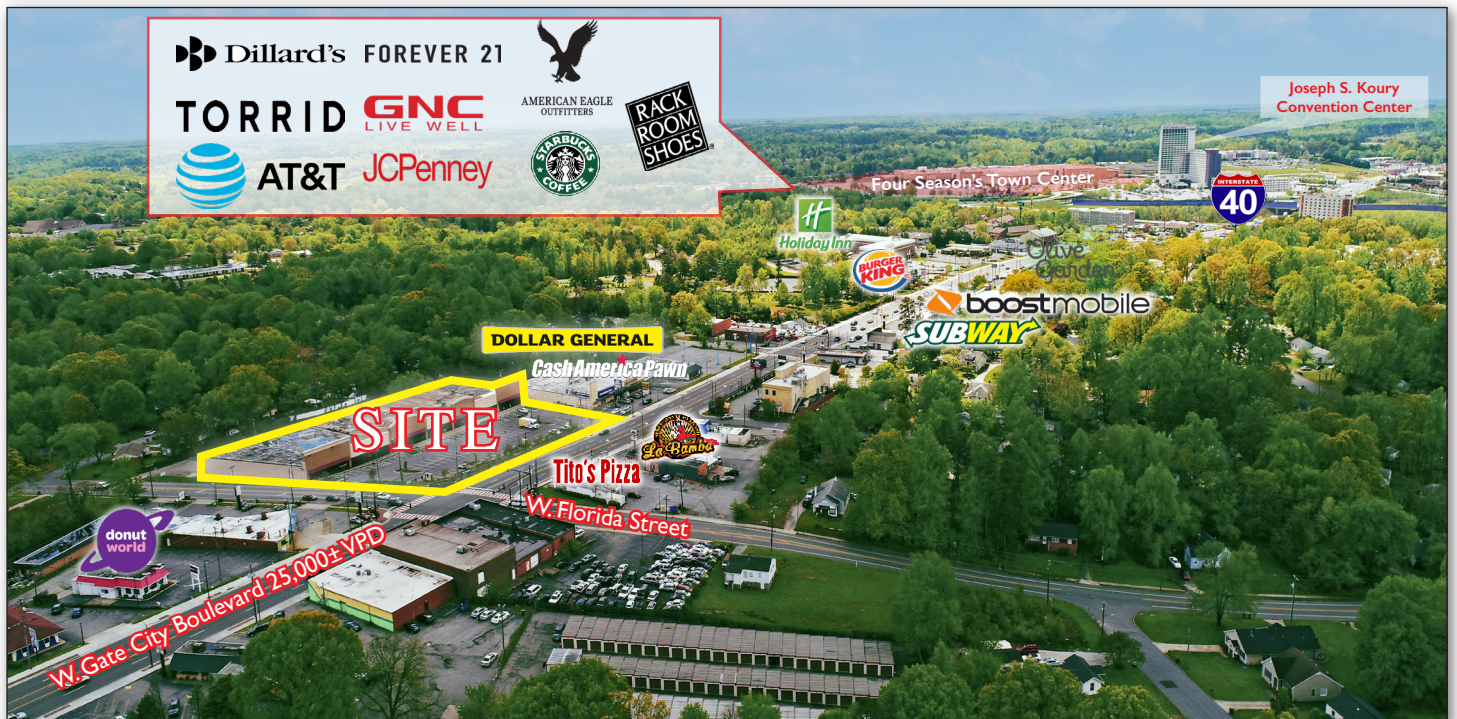 Dillard's
FOREVER 21
AMERICAN EAGLE
OUTFITTERS
TORRID
GNC
LIVE WELL
RACK
ROOM
SHOES
AT&T
JCPenney
STARBUCKS
COFFEE
Joseph S. Koury
Convention Center
Four Season's Town Center
INTERSTATE
40
Holiday Inn
BURGER
KING
Olive
Garden
boostmobile
SUBWAY
DOLLAR GENERAL
Cash America Pawn
SITE
La Bamba
Tito's Pizza
W. Florida Street
donut
world
W. Gate City Boulevard 25,000± VPD